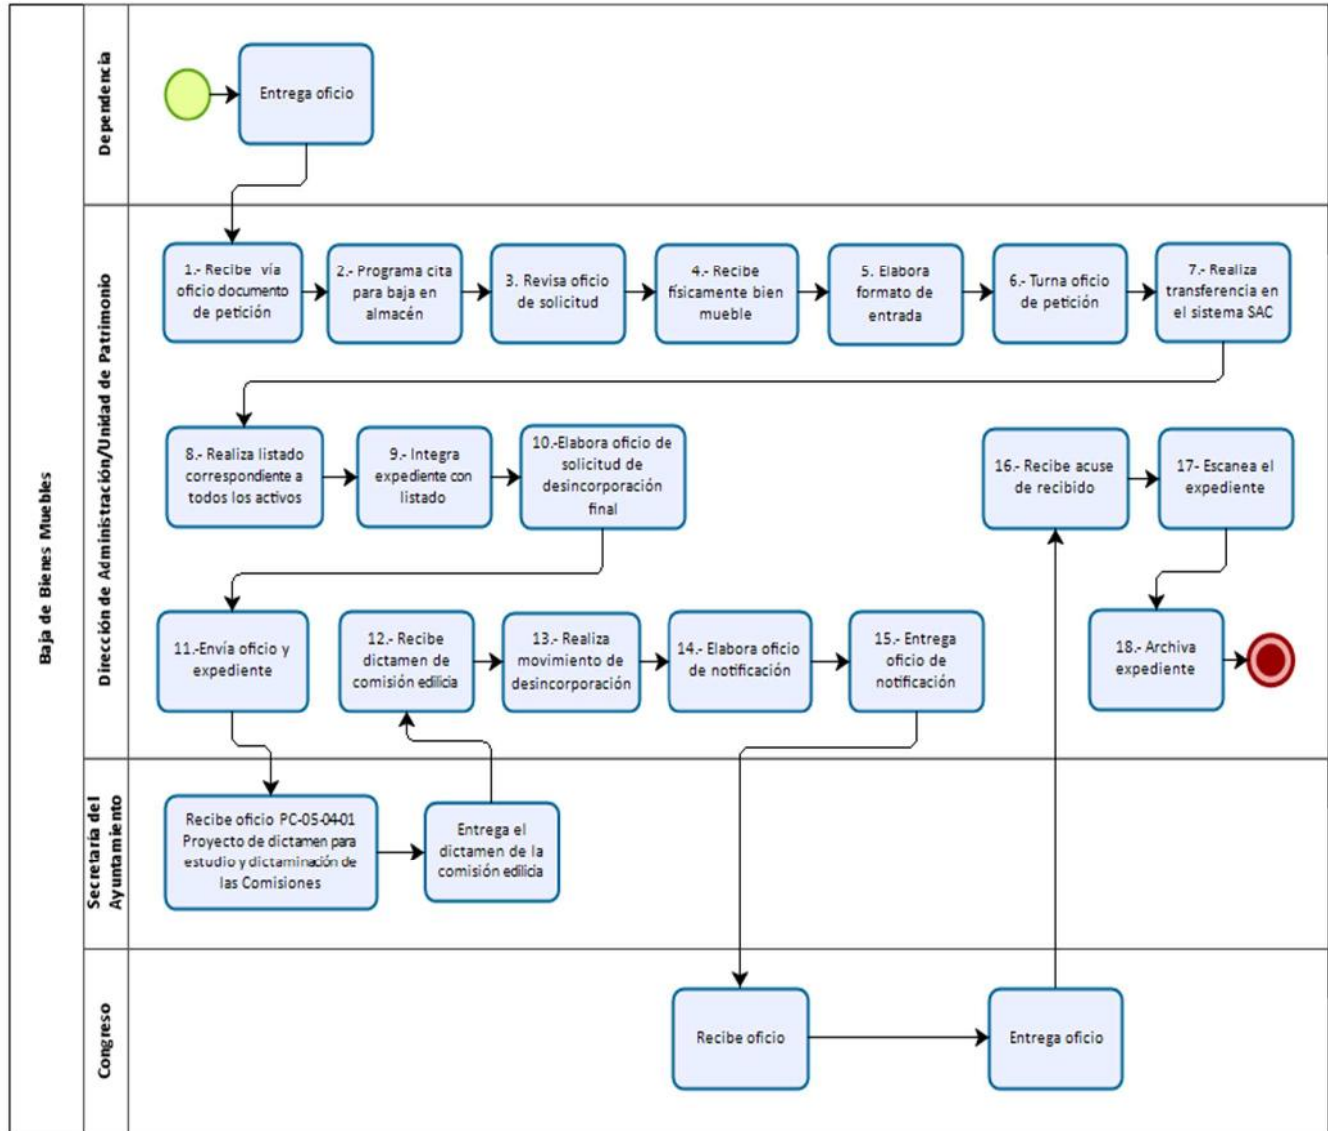 Baja de Bienes Muebles
Dependencia
Entrega oficio
Dirección de Administración/Unidad de Patrimonio
1.- Recibe vía
oficio documento
de petición
2.- Programa cita
para baja en
almacén
3. Revisa oficio
de solicitud
4.- Recibe
físicamente bien
mueble
5. Elabora
formato de
entrada
6.- Turna oficio
de petición
7.- Realiza
transferencia en
el sistema SAC
8.- Realiza listado
correspondiente a
todos los activos
9.- Integra
expediente con
listado
10.-Elabora oficio de
solicitud de
desincorporación
final
11.-Envía oficio y
expediente
12.- Recibe
dictamen de
comisión edilicia
13.- Realiza
movimiento de
desincorporación
14.- Elabora oficio
de notificación
15.- Entrega
oficio de
notificación
16.- Recibe acuse
de recibido
17- Escanea el
expediente
18.- Archiva
expediente
Secretaría del
Ayuntamiento
Recibe oficio PC-05-04-01
Proyecto de dictamen para
estudio y dictaminación de
las Comisiones
Entrega el
dictamen de la
comisión edilicia
Congreso
Recibe oficio
Entrega oficio